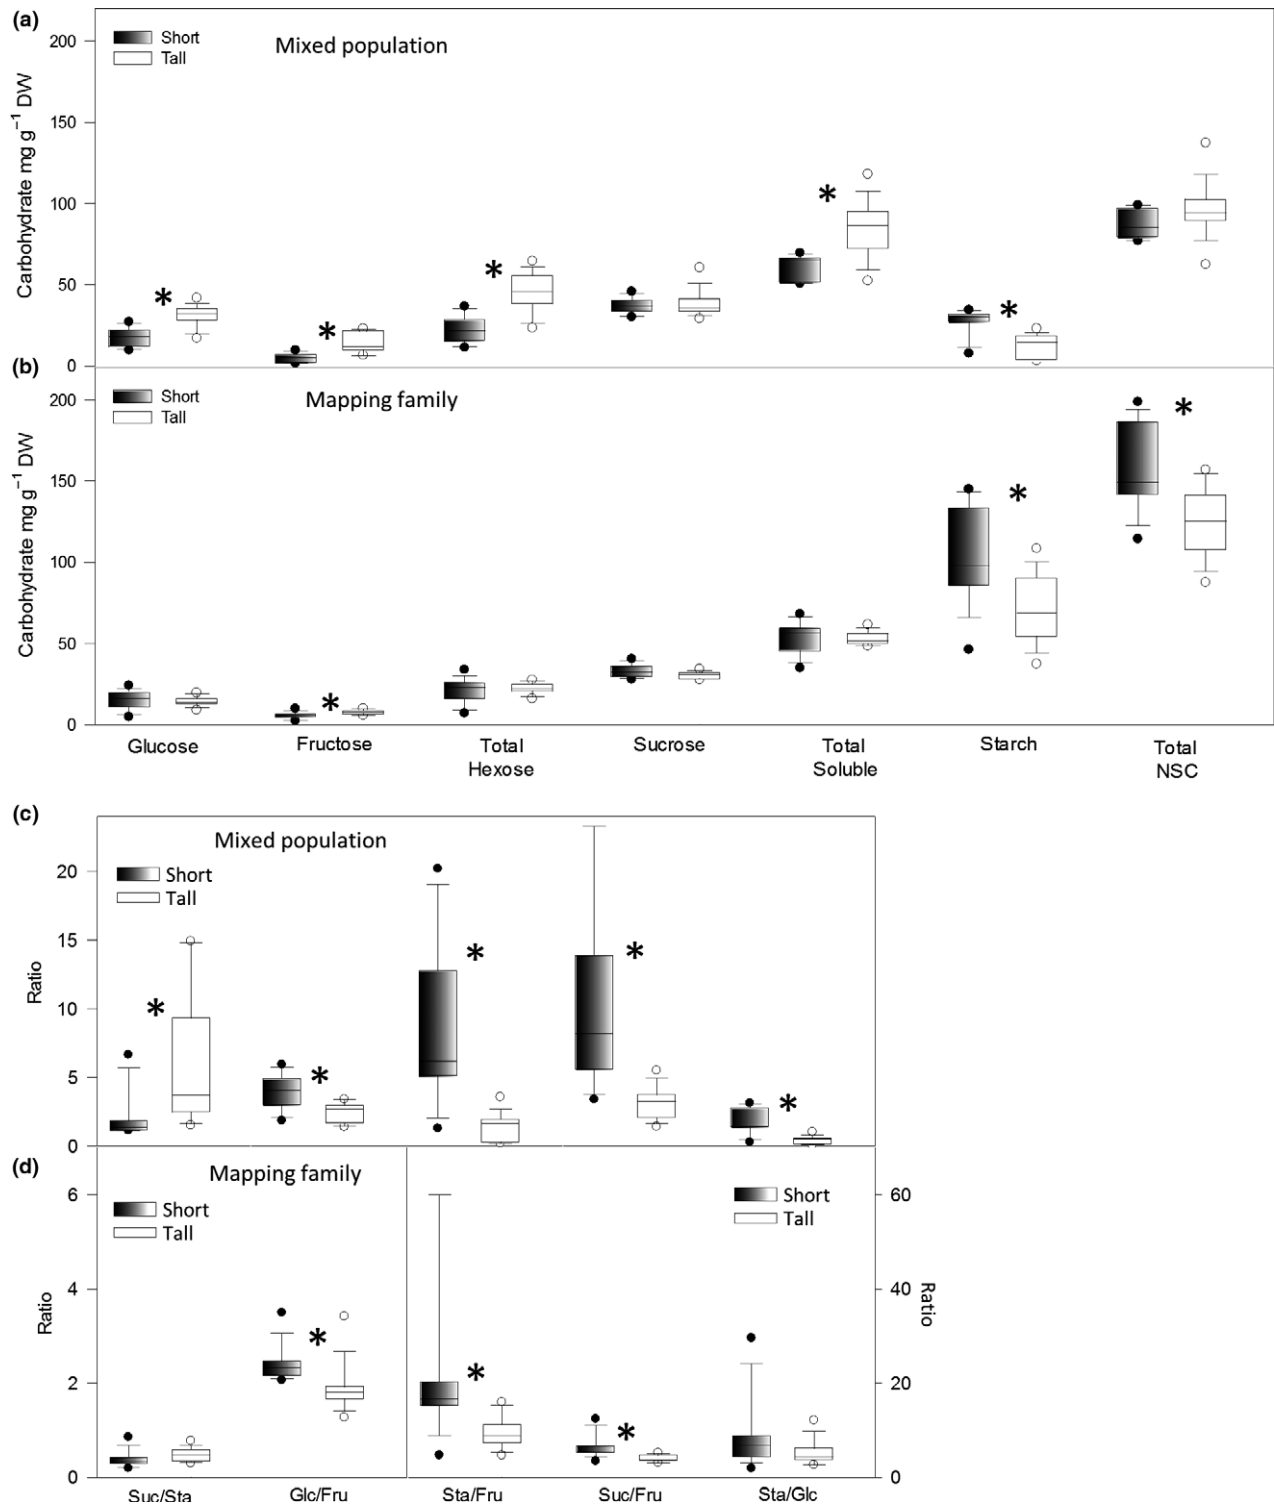 (a)
Short
Tall
Mixed population
*
*
*
*
*
Carbohydrate mg g⁻¹ DW
200
150
100
50
0
(b)
Short
Tall
Mapping family
*
*
*
Carbohydrate mg g⁻¹ DW
200
150
100
50
0
Glucose
Fructose
Total
Hexose
Sucrose
Total
Soluble
Starch
Total
NSC
(c)
Mixed population
Short
Tall
*
*
*
*
*
Ratio
20
15
10
5
0
(d)
Mapping family
Short
Tall
Short
Tall
*
*
*
Ratio
6
4
2
0
60
40
20
0
Ratio
Suc/Sta
Glc/Fru
Sta/Fru
Suc/Fru
Sta/Glc